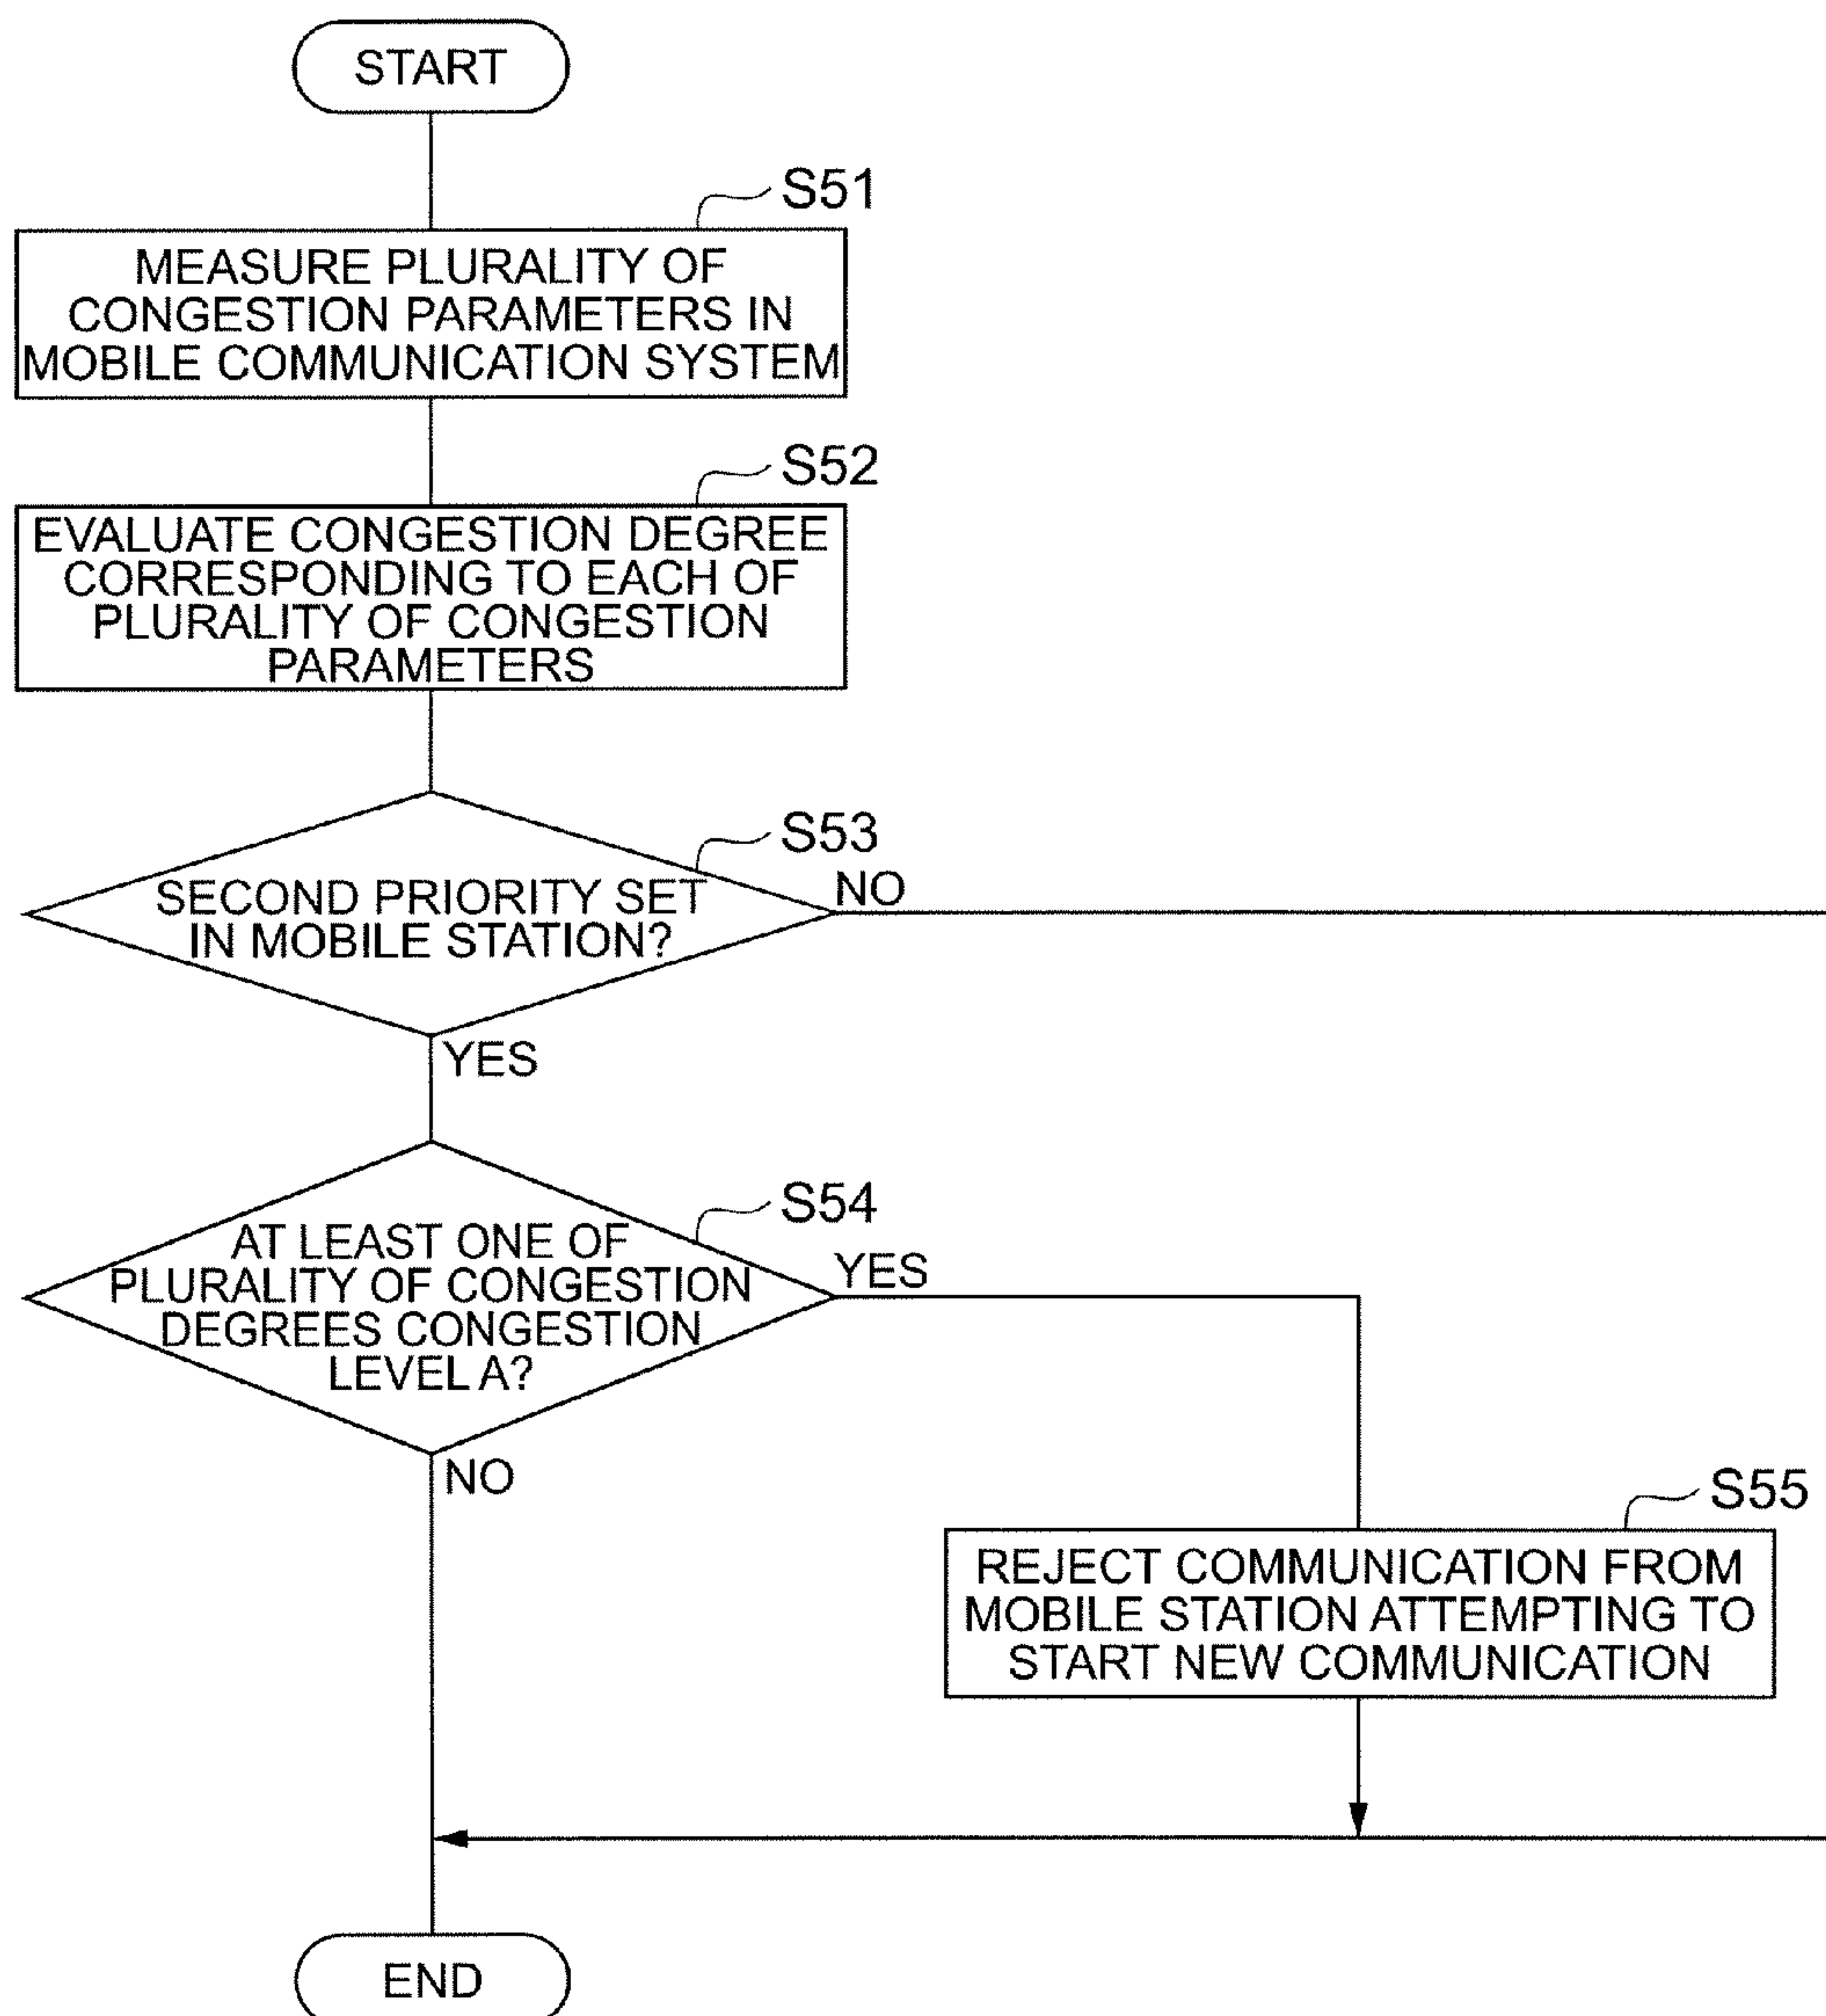 START
S51
MEASURE PLURALITY OF
CONGESTION PARAMETERS IN
MOBILE COMMUNICATION SYSTEM
S52
EVALUATE CONGESTION DEGREE
CORRESPONDING TO EACH OF
PLURALITY OF CONGESTION
PARAMETERS
S53
SECOND PRIORITY SET
IN MOBILE STATION?
NO
YES
S54
AT LEAST ONE OF
PLURALITY OF CONGESTION
DEGREES CONGESTION
LEVEL A?
YES
NO
S55
REJECT COMMUNICATION FROM
MOBILE STATION ATTEMPTING TO
START NEW COMMUNICATION
END